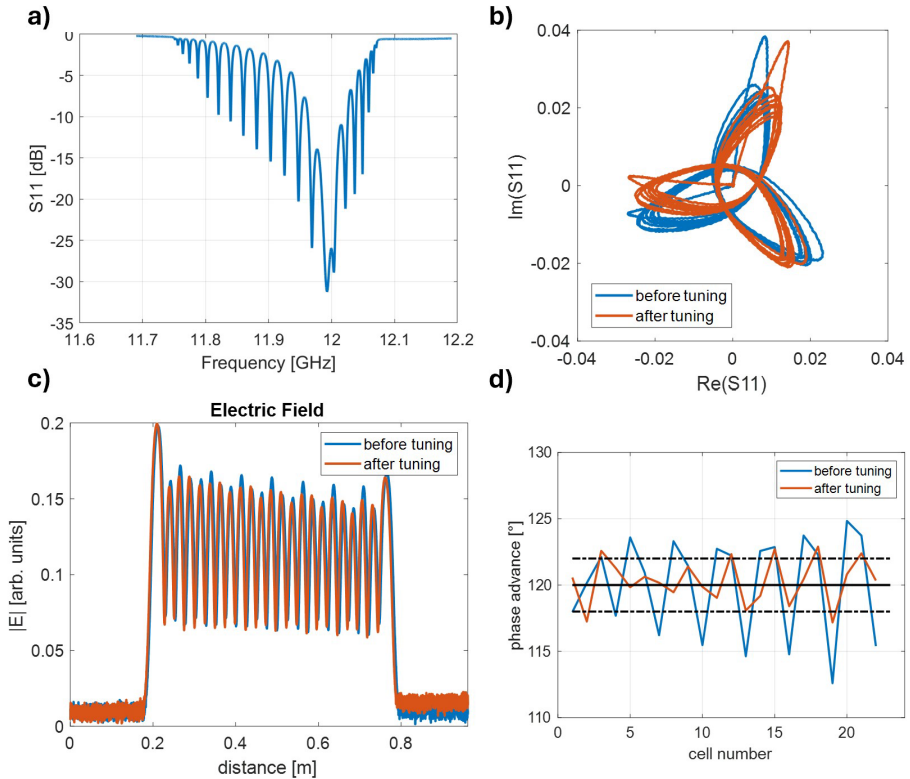 a)
0
-5
-10
-15
-20
-25
-30
-35
S11 [dB]
11.6 11.7 11.8 11.9 12 12.1 12.2
Frequency [GHz]
b)
0.04
0.02
0
-0.02
-0.04
Im(S11)
before tuning
after tuning
-0.04 -0.02 0 0.02 0.04
Re(S11)
c)
Electric Field
0.2
0.15
0.1
0.05
0
|E| [arb. units]
before tuning
after tuning
0 0.2 0.4 0.6 0.8
distance [m]
d)
130
125
120
115
110
phase advance [°]
before tuning
after tuning
0 5 10 15 20
cell number